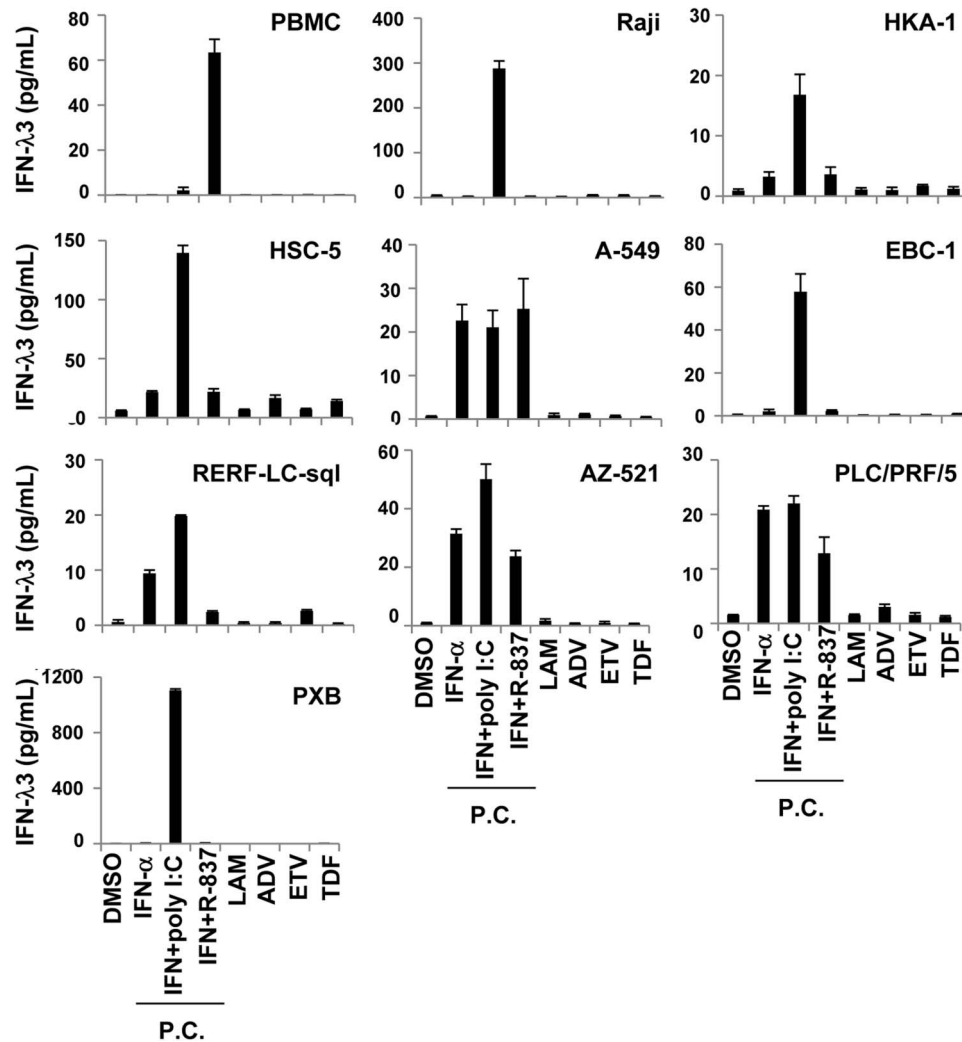 PBMC
IFN-λ3 (pg/mL)
80
60
40
20
0
Raji
400
300
200
100
0
HKA-1
30
20
10
0
HSC-5
IFN-λ3 (pg/mL)
150
100
50
0
A-549
40
30
20
10
0
EBC-1
80
60
40
20
0
RERF-LC-sql
IFN-λ3 (pg/mL)
30
20
10
0
AZ-521
60
40
20
0
DMSO
IFN-α
IFN+poly I:C
IFN+R-837
LAM
ADV
ETV
TDF
P.C.
PLC/PRF/5
30
20
10
0
DMSO
IFN-α
IFN+poly I:C
IFN+R-837
LAM
ADV
ETV
TDF
P.C.
PXB
IFN-λ3 (pg/mL)
1200
800
400
0
DMSO
IFN-α
IFN+poly I:C
IFN+R-837
LAM
ADV
ETV
TDF
P.C.